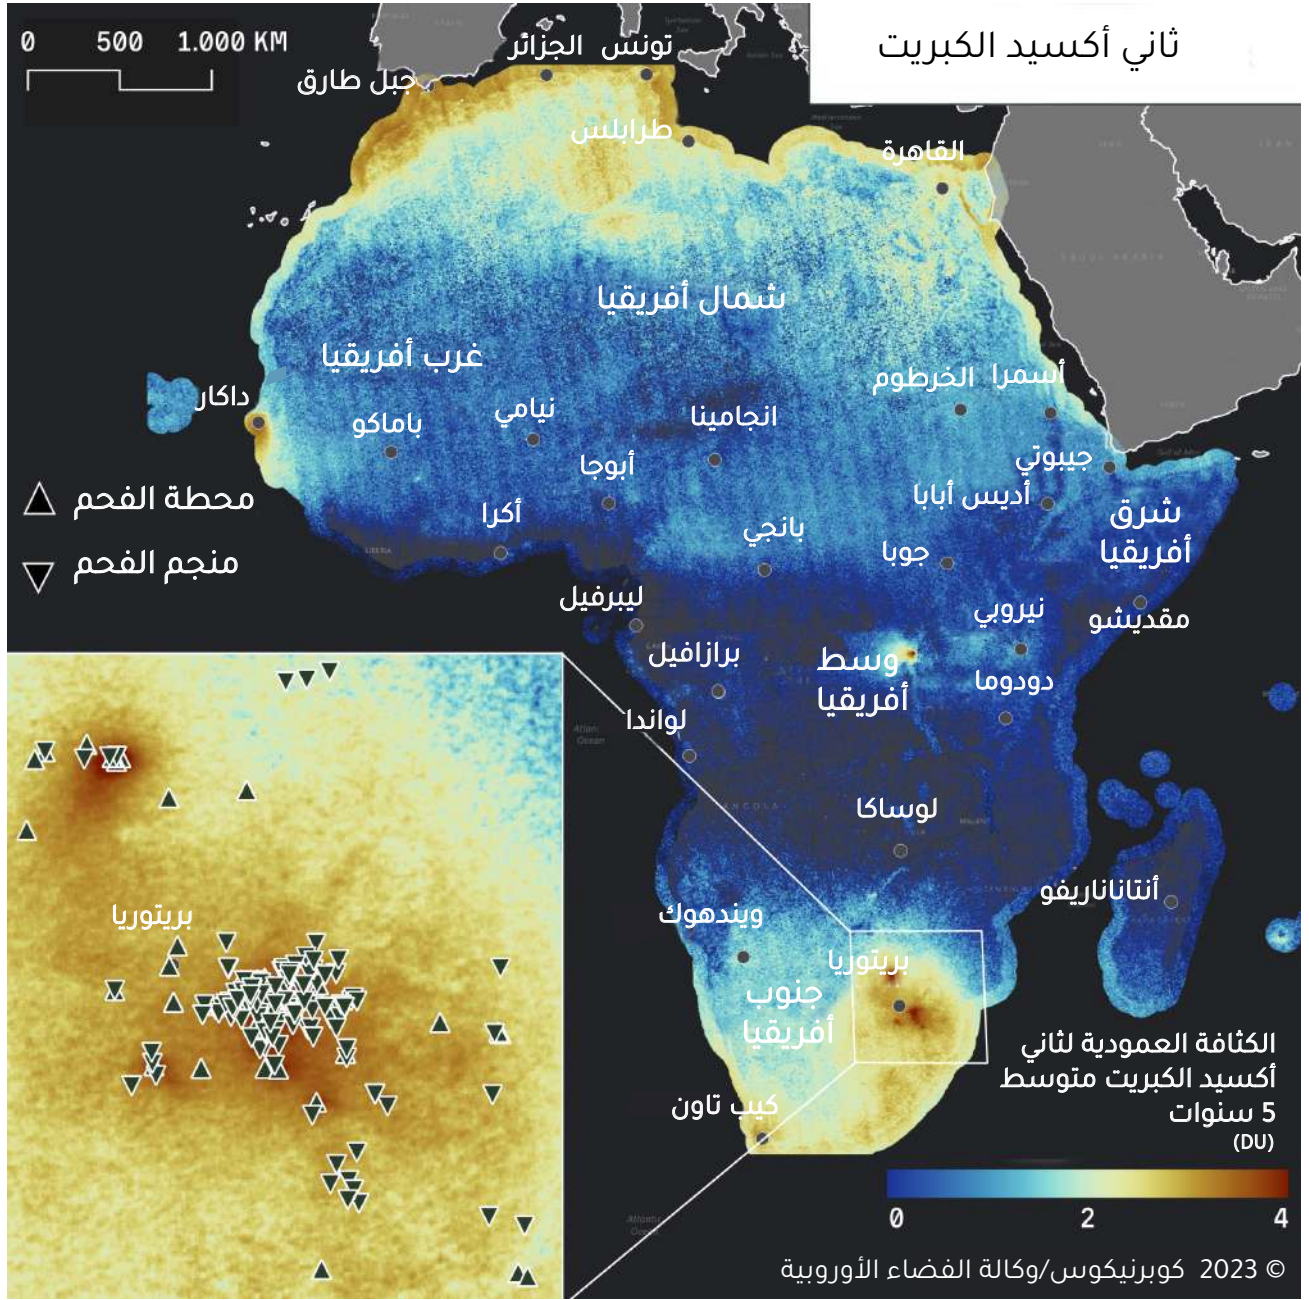 ثاني أكسيد الكبريت
0 500 1.000 KM
تونس
الجزائر
جبل طارق
طرابلس
القاهرة
شمال أفريقيا
غرب أفريقيا
أسمرا
الخرطوم
داكار
نيامي
انجامينا
باماكو
جيبوتي
أبوجا
أديس أبابا
محطة الفحم
أكرا
شرق
أفريقيا
بانجي
جوبا
منجم الفحم
LIBERIA
ليبرفيل
نيروبي
مقديشو
برازافيل
وسط
أفريقيا
دودوما
لواندا
ANGOLA
لوساكا
أنتاناناريفو
ويندهوك
بريتوريا
بريتوريا
جنوب
أفريقيا
كيب تاون
الكثافة العمودية لثاني
أكسيد الكبريت متوسط
5 سنوات
(DU)
0 2 4
© 2023 كوبرنيكوس/وكالة الفضاء الأوروبية